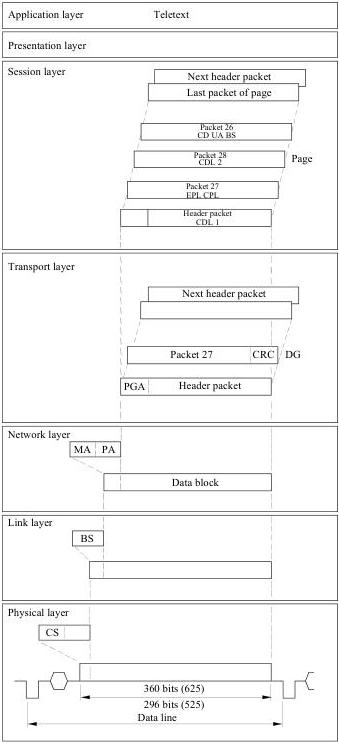 Application layer Teletext
Presentation layer
Session layer
Next header packet
Last packet of page
Packet 26
CD UA BS
Packet 28
CDL 2
Page
Packet 27
EPL CPL
Header packet
CDL 1
Transport layer
Next header packet
Packet 27 CRC DG
PGA Header packet
Network layer
MA PA
Data block
Link layer
BS
Physical layer
CS
360 bits (625)
296 bits (525)
Data line